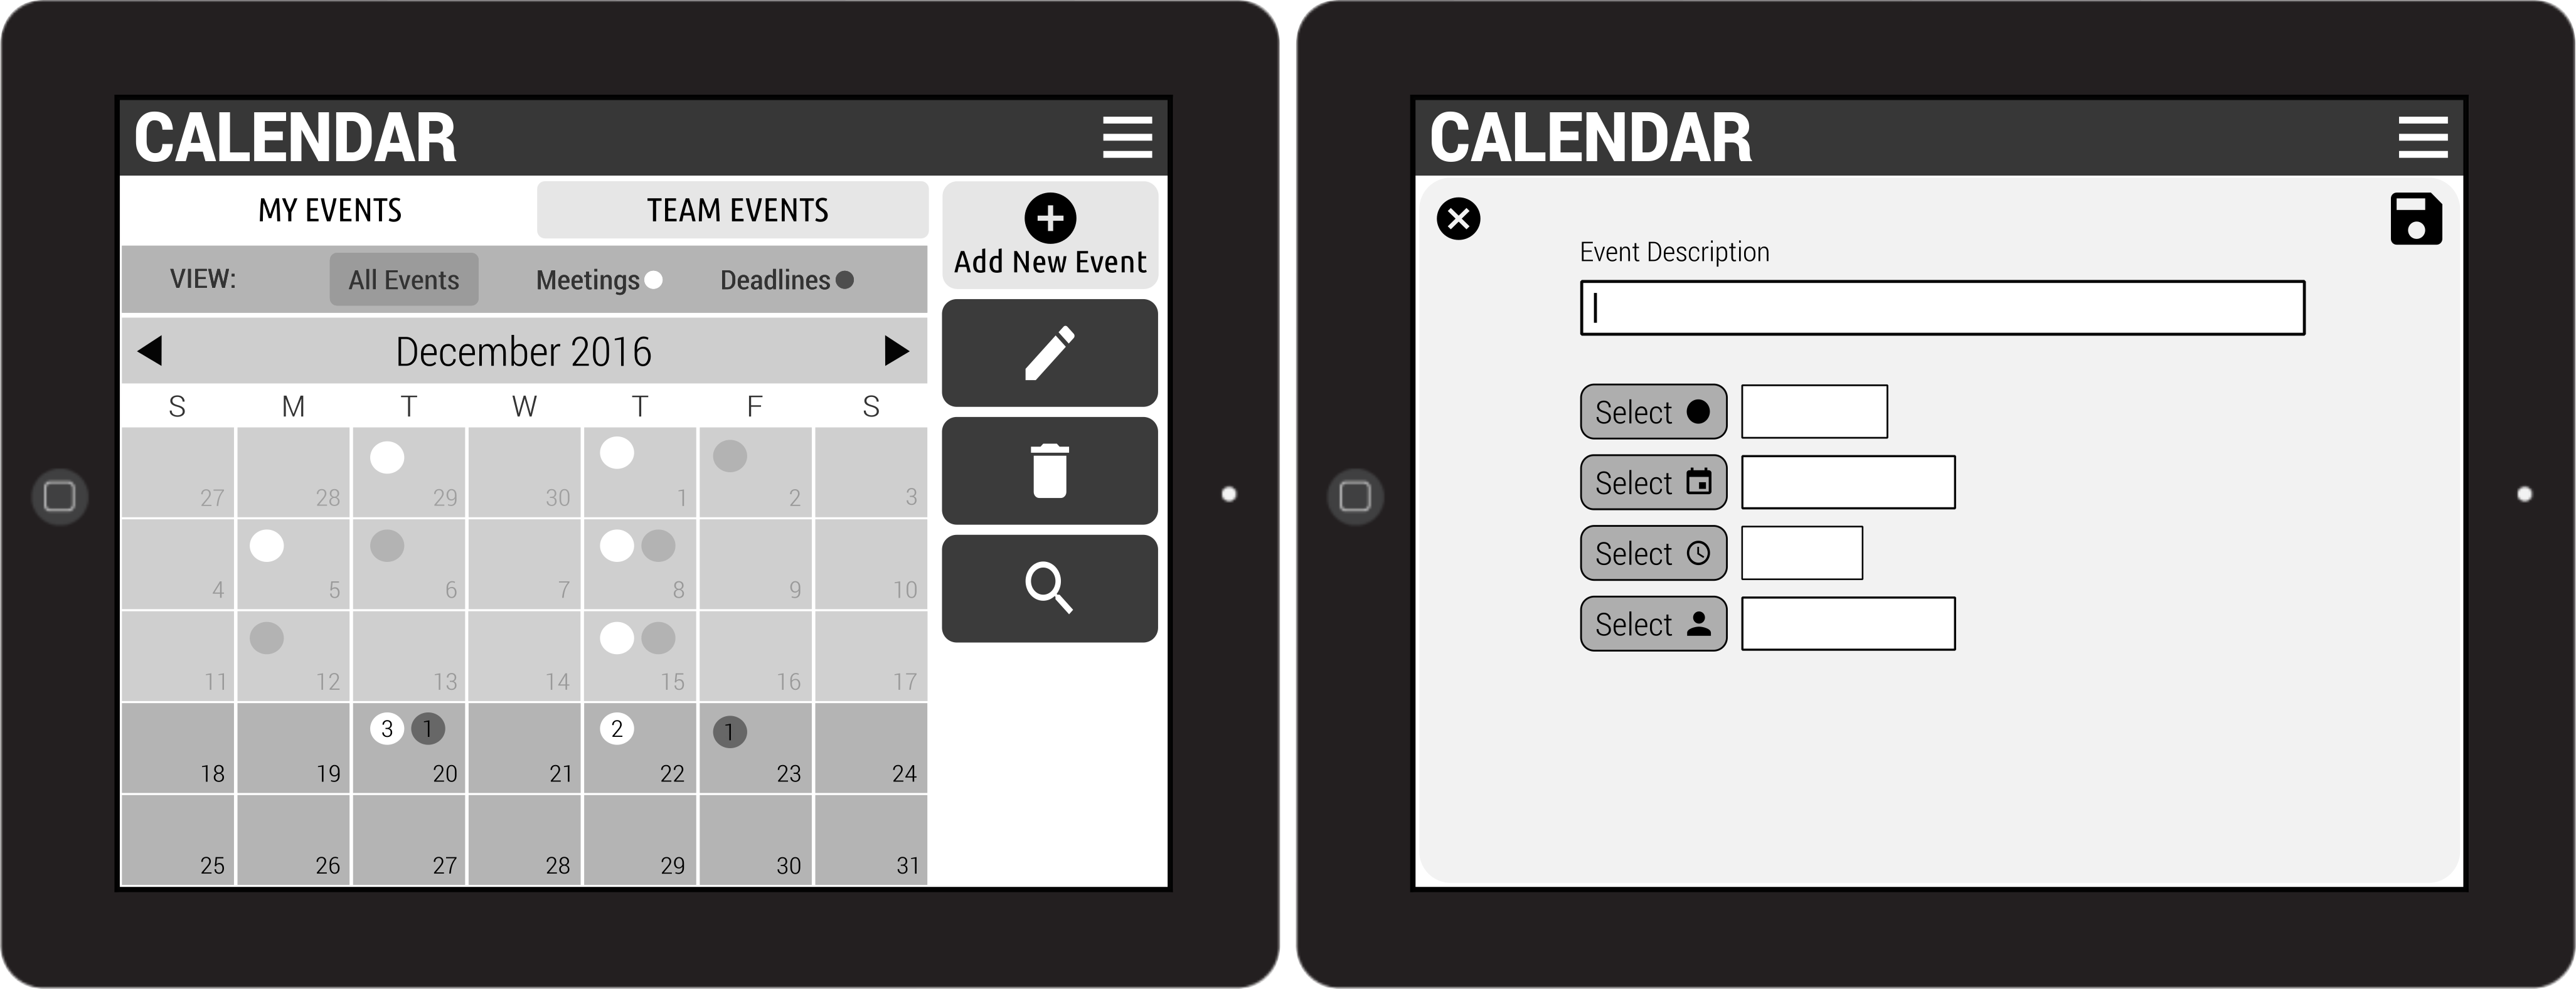 CALENDAR
MY EVENTS TEAM EVENTS
Add New Event
VIEW: All Events Meetings Deadlines
December 2016
S M T W T F S
27 28 29 30 1 2 3
4 5 6 7 8 9 10
11 12 13 14 15 16 17
3 1 2 1
18 19 20 21 22 23 24
25 26 27 28 29 30 31
CALENDAR
Event Description
Select
Select
Select
Select